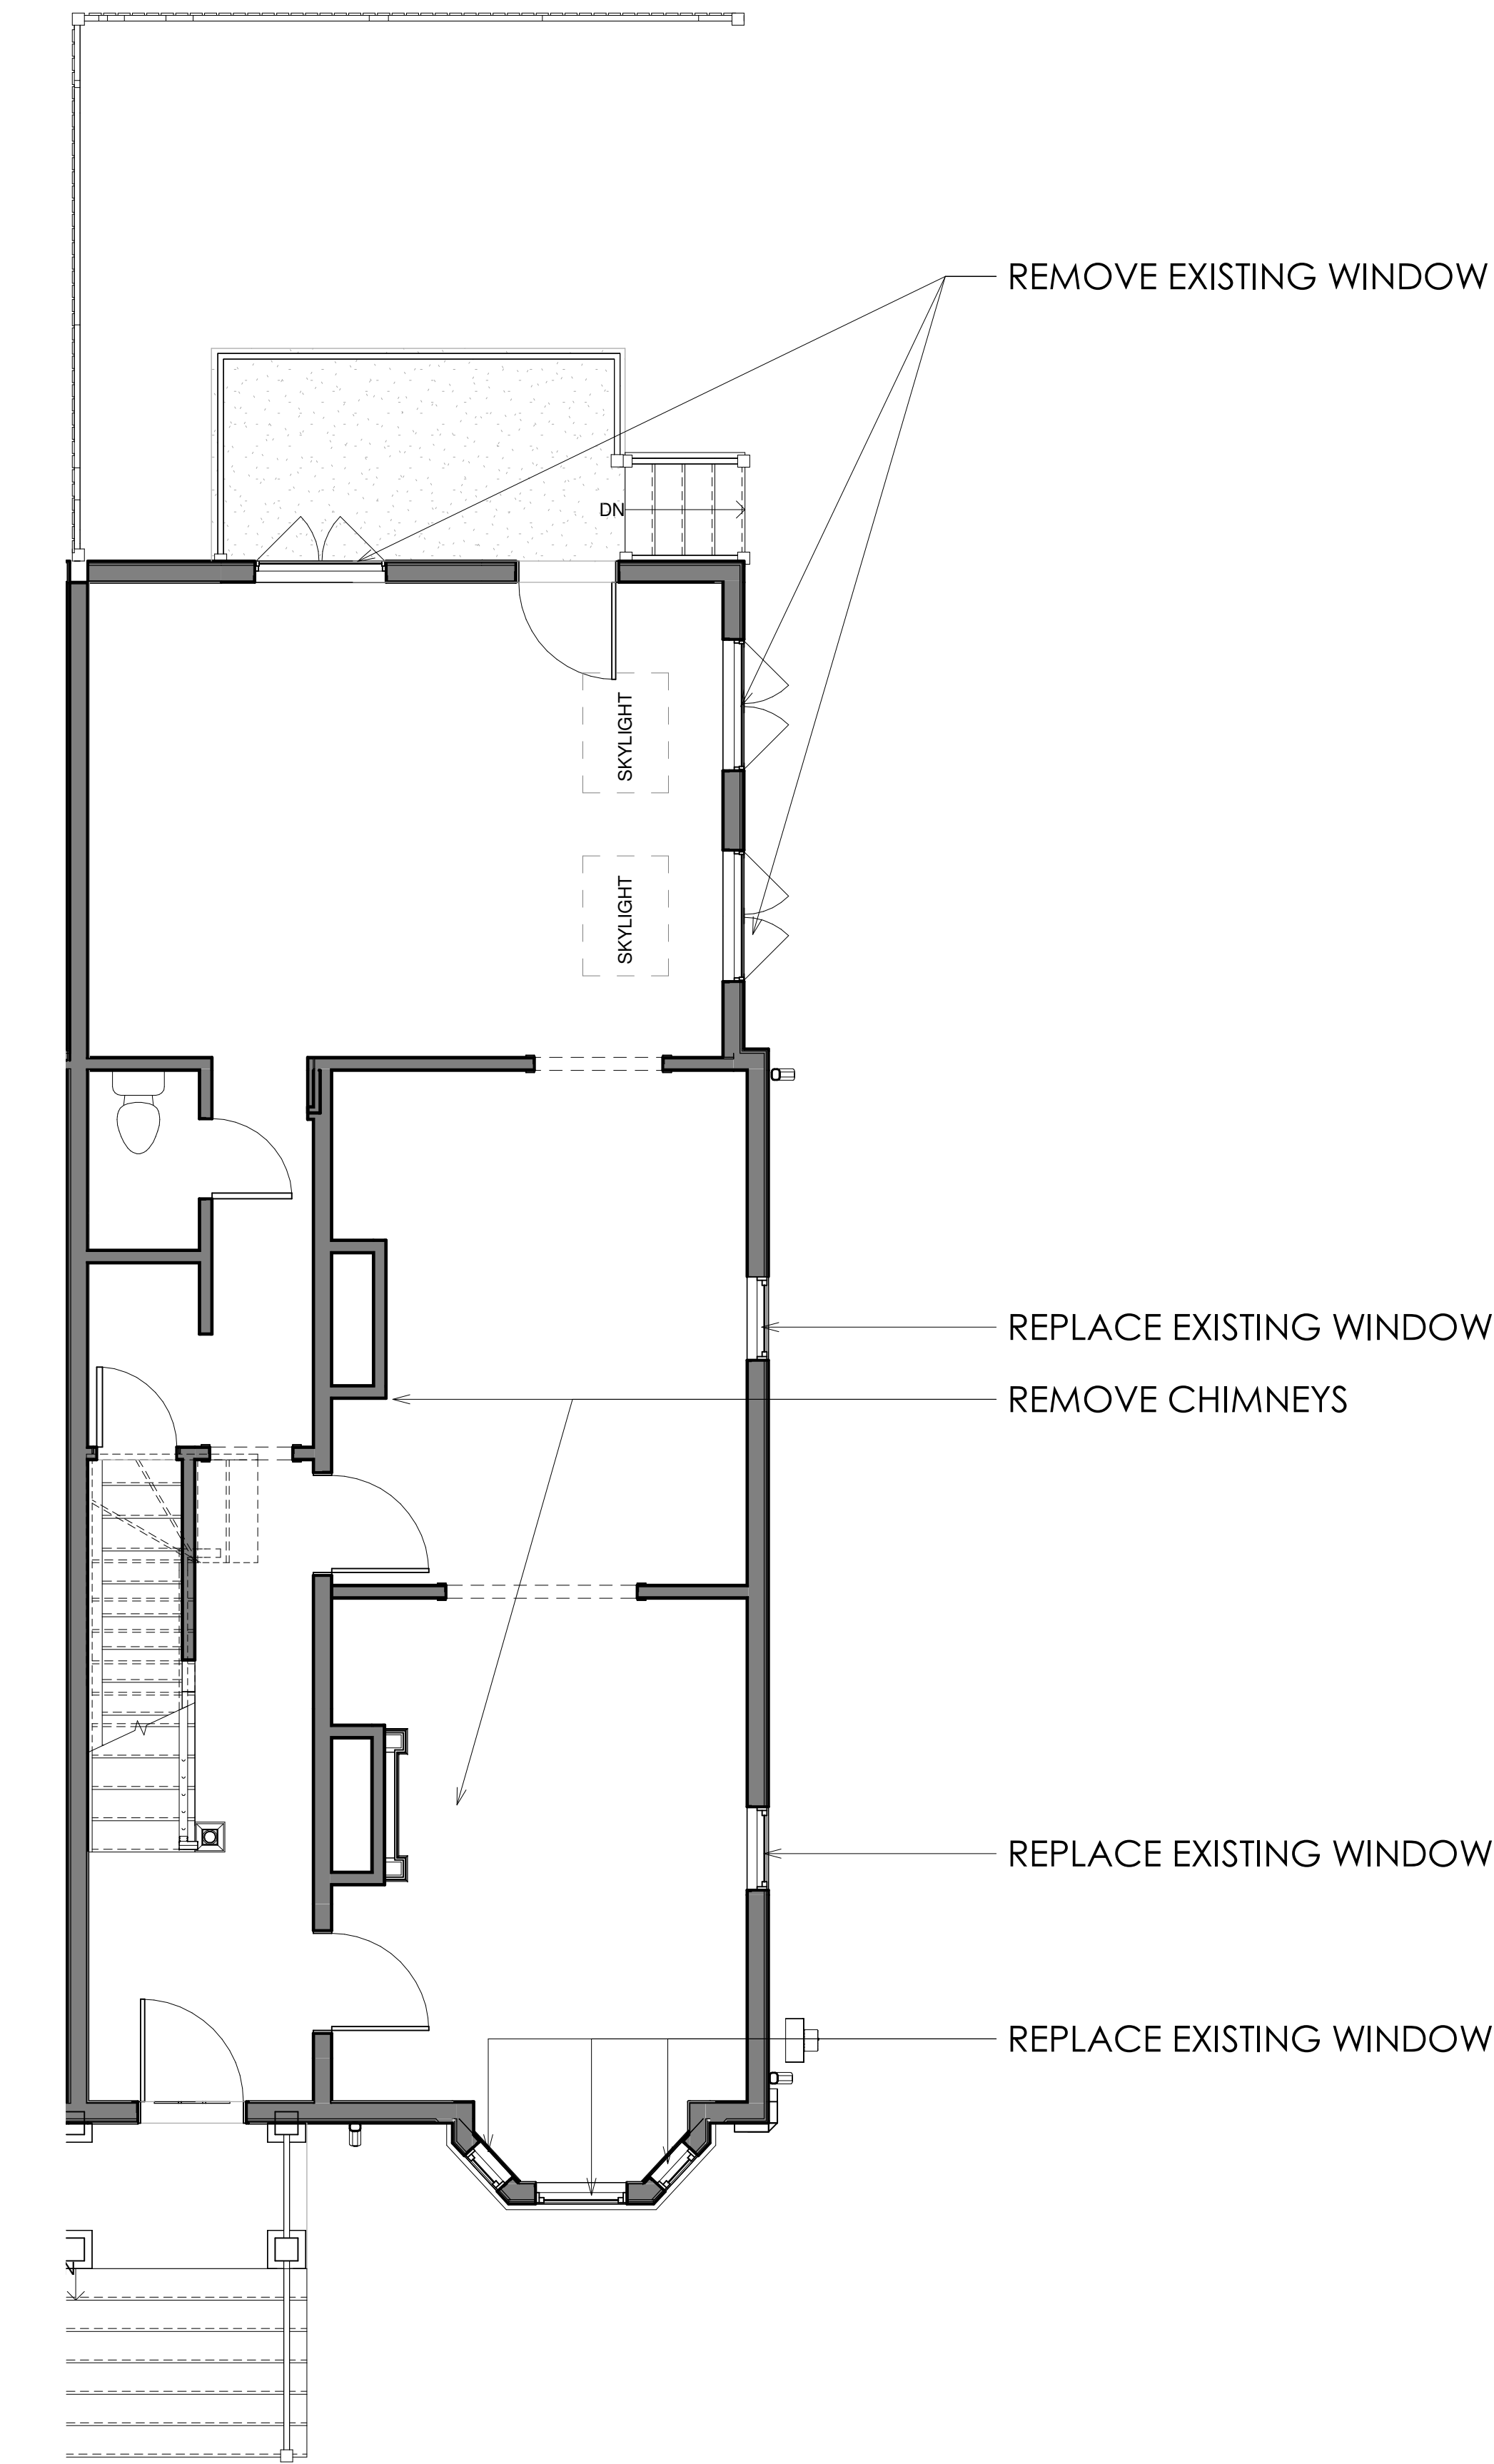 REMOVE EXISTING WINDOW
DN
SKYLIGHT
SKYLIGHT
REPLACE EXISTING WINDOW
REMOVE CHIMNEYS
REPLACE EXISTING WINDOW
REPLACE EXISTING WINDOW